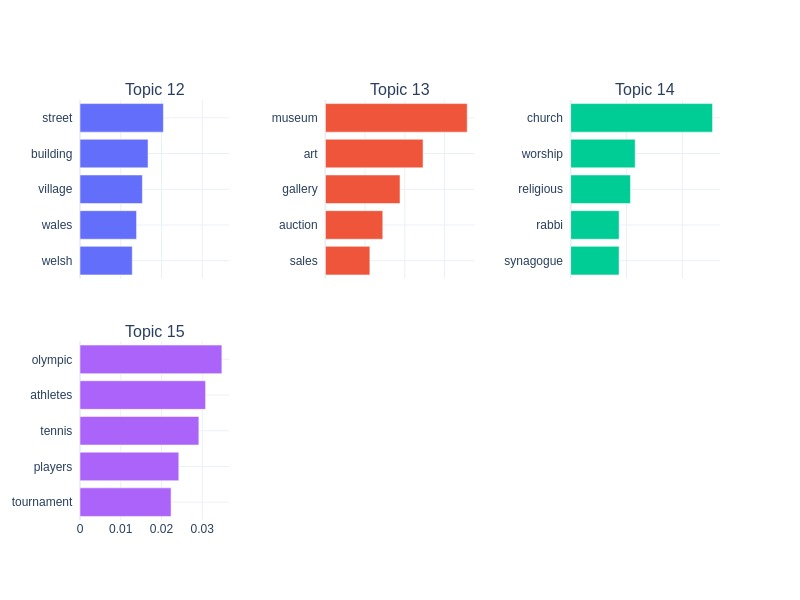 Topic 12
street
building
village
wales
welsh
Topic 13
museum
art
gallery
auction
sales
Topic 14
church
worship
religious
rabbi
synagogue
Topic 15
olympic
athletes
tennis
players
tournament
0 0.01 0.02 0.03